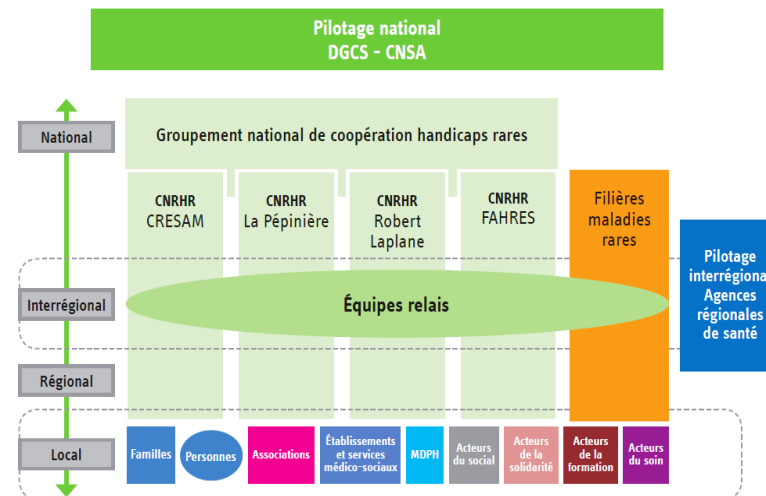 Pilotage national
DGCS – CNSA
National
Groupement national de coopération handicaps rares
CNRHR
CRESAM
CNRHR
La Pépinière
CNRHR
Robert
Laplane
CNRHR
FAHRES
Filières
maladies
rares
Pilotage
interrégional
Agences
régionales
de santé
Interrégional
Équipes relais
Régional
Local
Familles
Personnes
Associations
Établissements
et services
médico-sociaux
MDPH
Acteurs
du social
Acteurs
de la
solidarité
Acteurs
de la
formation
Acteurs
du soin